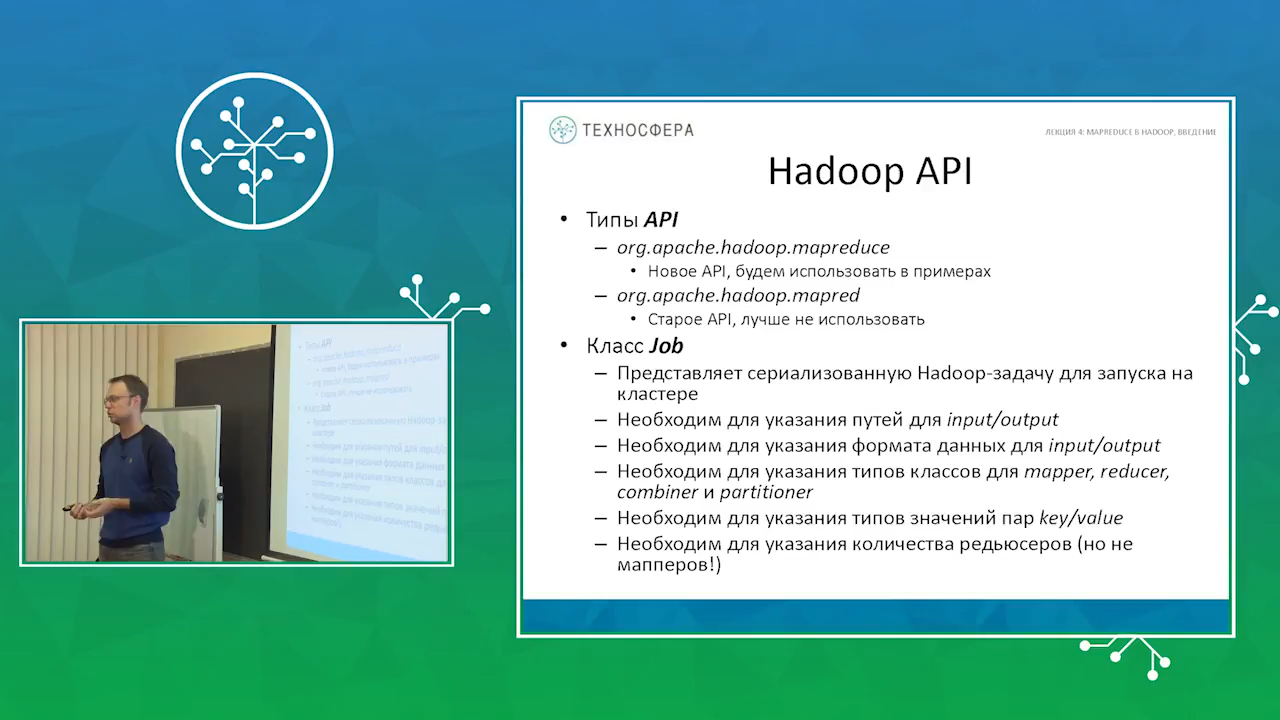 ТЕХНОСФЕРА
ЛЕКЦИЯ 4: MAPREDUCE В HADOOP, ВВЕДЕНИЕ
Hadoop API
• Типы API
– org.apache.hadoop.mapreduce
• Новое API, будем использовать в примерах
– org.apache.hadoop.mapred
• Старое API, лучше не использовать
• Класс Job
– Представляет сериализованную Hadoop-задачу для запуска на
кластере
– Необходим для указания путей для input/output
– Необходим для указания формата данных для input/output
– Необходим для указания типов классов для mapper, reducer,
combiner и partitioner
– Необходим для указания типов значений пар key/value
– Необходим для указания количества редьюсеров (но не
мапперов!)